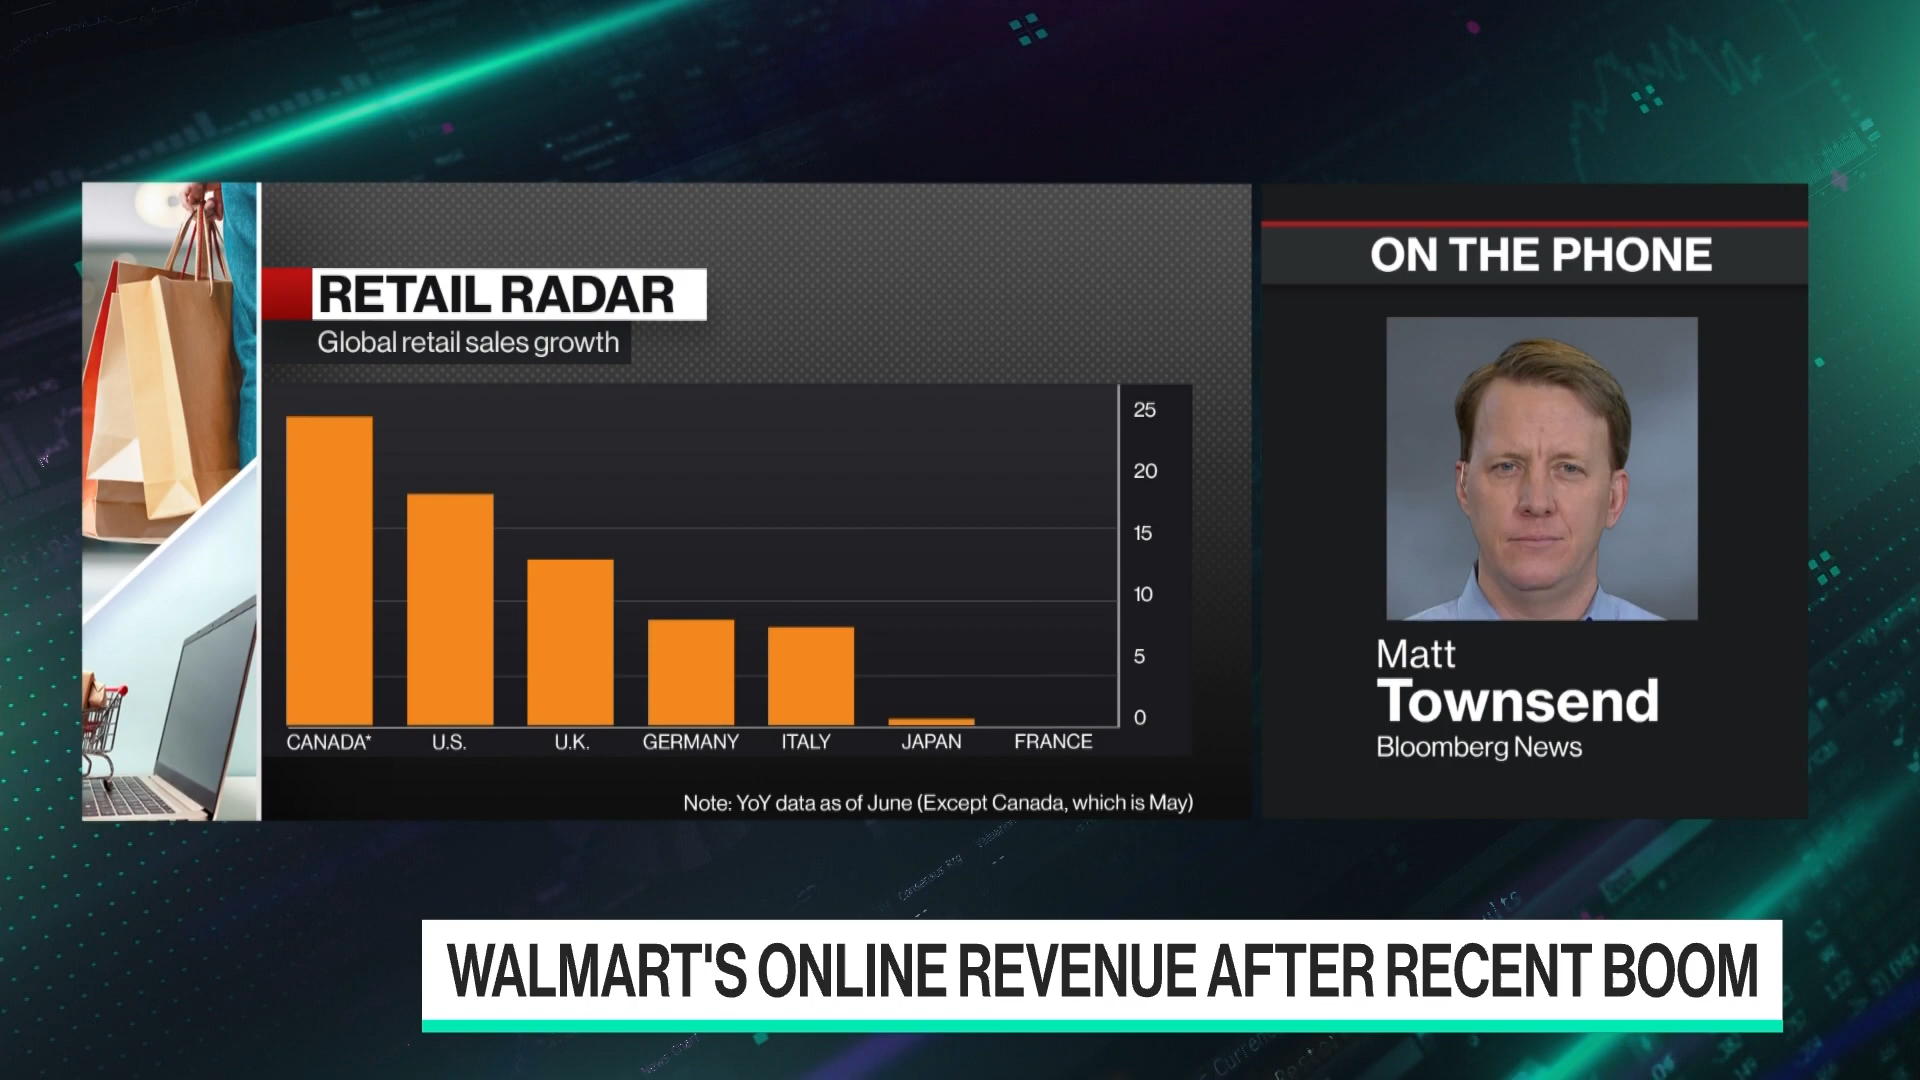 RETAIL RADAR
Global retail sales growth
25
20
15
10
5
0
CANADA* U.S. U.K. GERMANY ITALY JAPAN FRANCE
Note: YoY data as of June (Except Canada, which is May)
ON THE PHONE
Matt
Townsend
Bloomberg News
WALMART'S ONLINE REVENUE AFTER RECENT BOOM